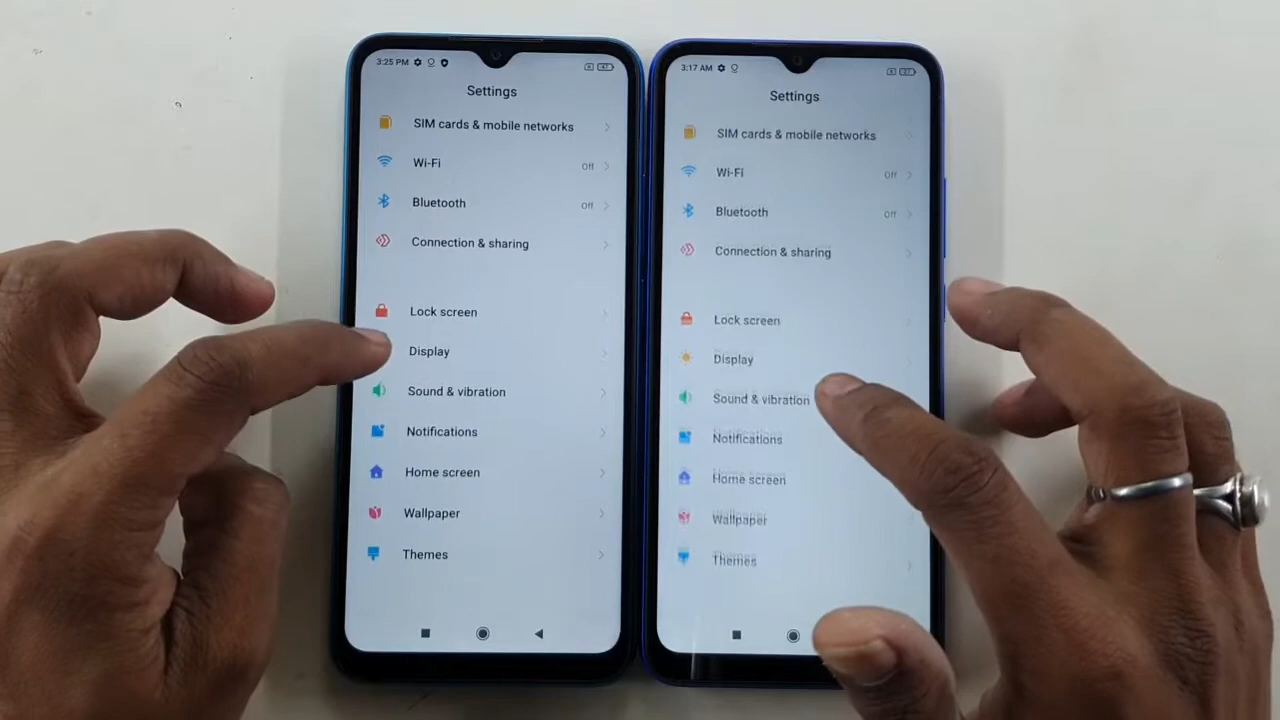 3:25 PM
Settings
SIM cards & mobile networks
Wi-Fi
Off
Bluetooth
Off
Connection & sharing
Lock screen
Display
Sound & vibration
Notifications
Home screen
Wallpaper
Themes
3:17 AM
Settings
SIM cards & mobile networks
Wi-Fi
Off
Bluetooth
Off
Connection & sharing
Lock screen
Display
Sound & vibration
Notifications
Home screen
Wallpaper
Themes